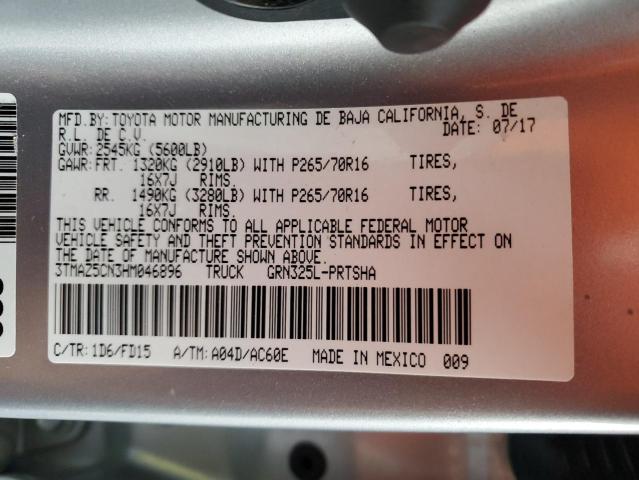 MFD.BY: TOYOTA MOTOR MANUFACTURING DE BAJA CALIFORNIA, S. DE
R.L. DE C.V. DATE: 07/17
GVWR: 2545KG (5600LB)
GAWR: FRT. 1320KG (2910LB) WITH P265/70R16 TIRES,
16X7J RIMS.
RR. 1490KG (3280LB) WITH P265/70R16 TIRES,
16X7J RIMS.
THIS VEHICLE CONFORMS TO ALL APPLICABLE FEDERAL MOTOR
VEHICLE SAFETY AND THEFT PREVENTION STANDARDS IN EFFECT ON
THE DATE OF MANUFACTURE SHOWN ABOVE.
3TMAZ5CN3HM046896 TRUCK GRN325L-PRTSHA
C/TR: 1D6/FD15 A/TM: A04D/AC60E MADE IN MEXICO 009